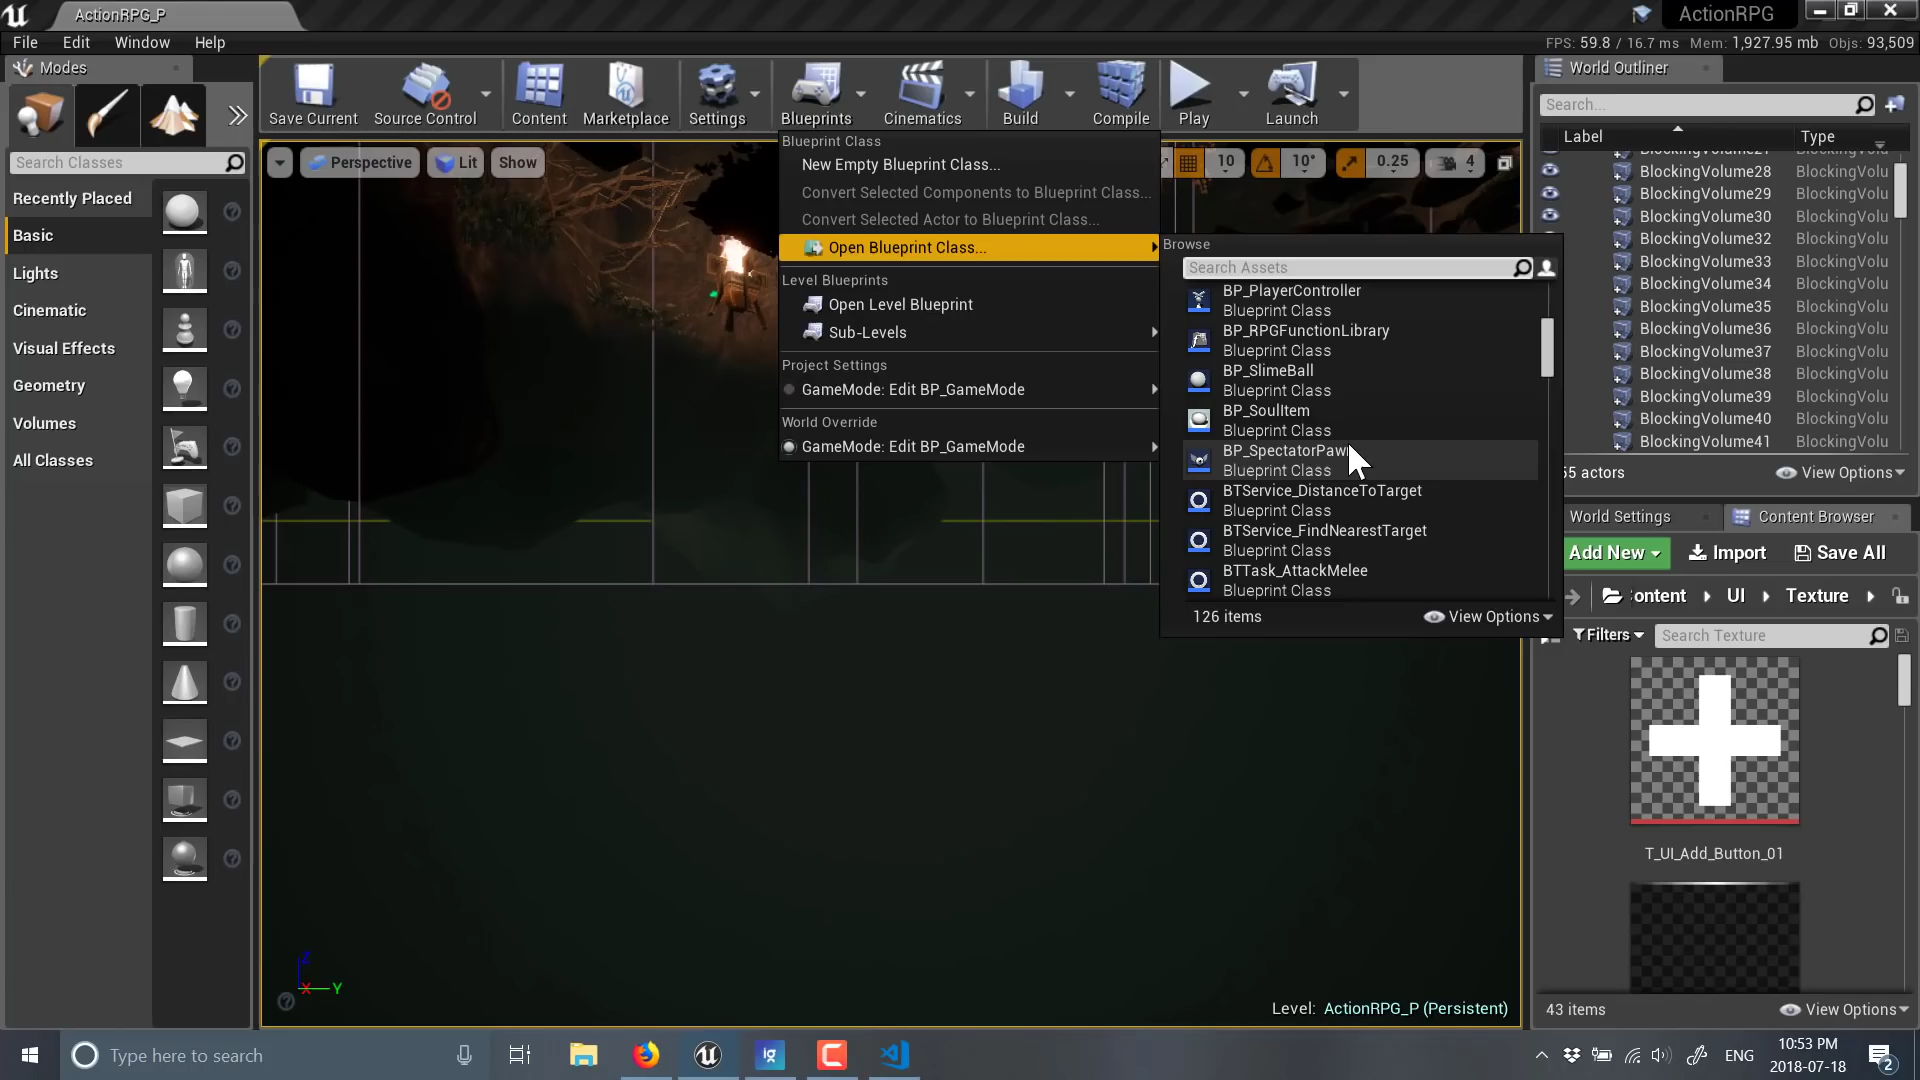 ActionRPG_P
ActionRPG
File Edit Window Help
FPS: 59.8 / 16.7 ms Mem: 1,927.95 mb Objs: 93,509
Modes
Save Current Source Control Content Marketplace Settings Blueprints Cinematics Build Compile Play Launch
World Outliner
Search...
Label Type
Search Classes
Recently Placed
Basic
Lights
Cinematic
Visual Effects
Geometry
Volumes
All Classes
Perspective Lit Show
10 10° 0.25 4
Blueprint Class
New Empty Blueprint Class...
Convert Selected Components to Blueprint Class...
Convert Selected Actor to Blueprint Class...
Open Blueprint Class...
Level Blueprints
Open Level Blueprint
Sub-Levels
Project Settings
GameMode: Edit BP_GameMode
World Override
GameMode: Edit BP_GameMode
Browse
Search Assets
BP_PlayerController
Blueprint Class
BP_RPGFunctionLibrary
Blueprint Class
BP_SlimeBall
Blueprint Class
BP_SoulItem
Blueprint Class
BP_SpectatorPawn
Blueprint Class
BTService_DistanceToTarget
Blueprint Class
BTService_FindNearestTarget
Blueprint Class
BTTask_AttackMelee
Blueprint Class
126 items View Options
BlockingVolume28 BlockingVolu
BlockingVolume29 BlockingVolu
BlockingVolume30 BlockingVolu
BlockingVolume32 BlockingVolu
BlockingVolume33 BlockingVolu
BlockingVolume34 BlockingVolu
BlockingVolume35 BlockingVolu
BlockingVolume36 BlockingVolu
BlockingVolume37 BlockingVolu
BlockingVolume38 BlockingVolu
BlockingVolume39 BlockingVolu
BlockingVolume40 BlockingVolu
BlockingVolume41 BlockingVolu
55 actors View Options
World Settings Content Browser
Add New Import Save All
ontent UI Texture
Filters Search Texture
T_UI_Add_Button_01
43 items View Options
Z
X Y
Level: ActionRPG_P (Persistent)
Type here to search
ig
ENG
10:53 PM
2018-07-18
2